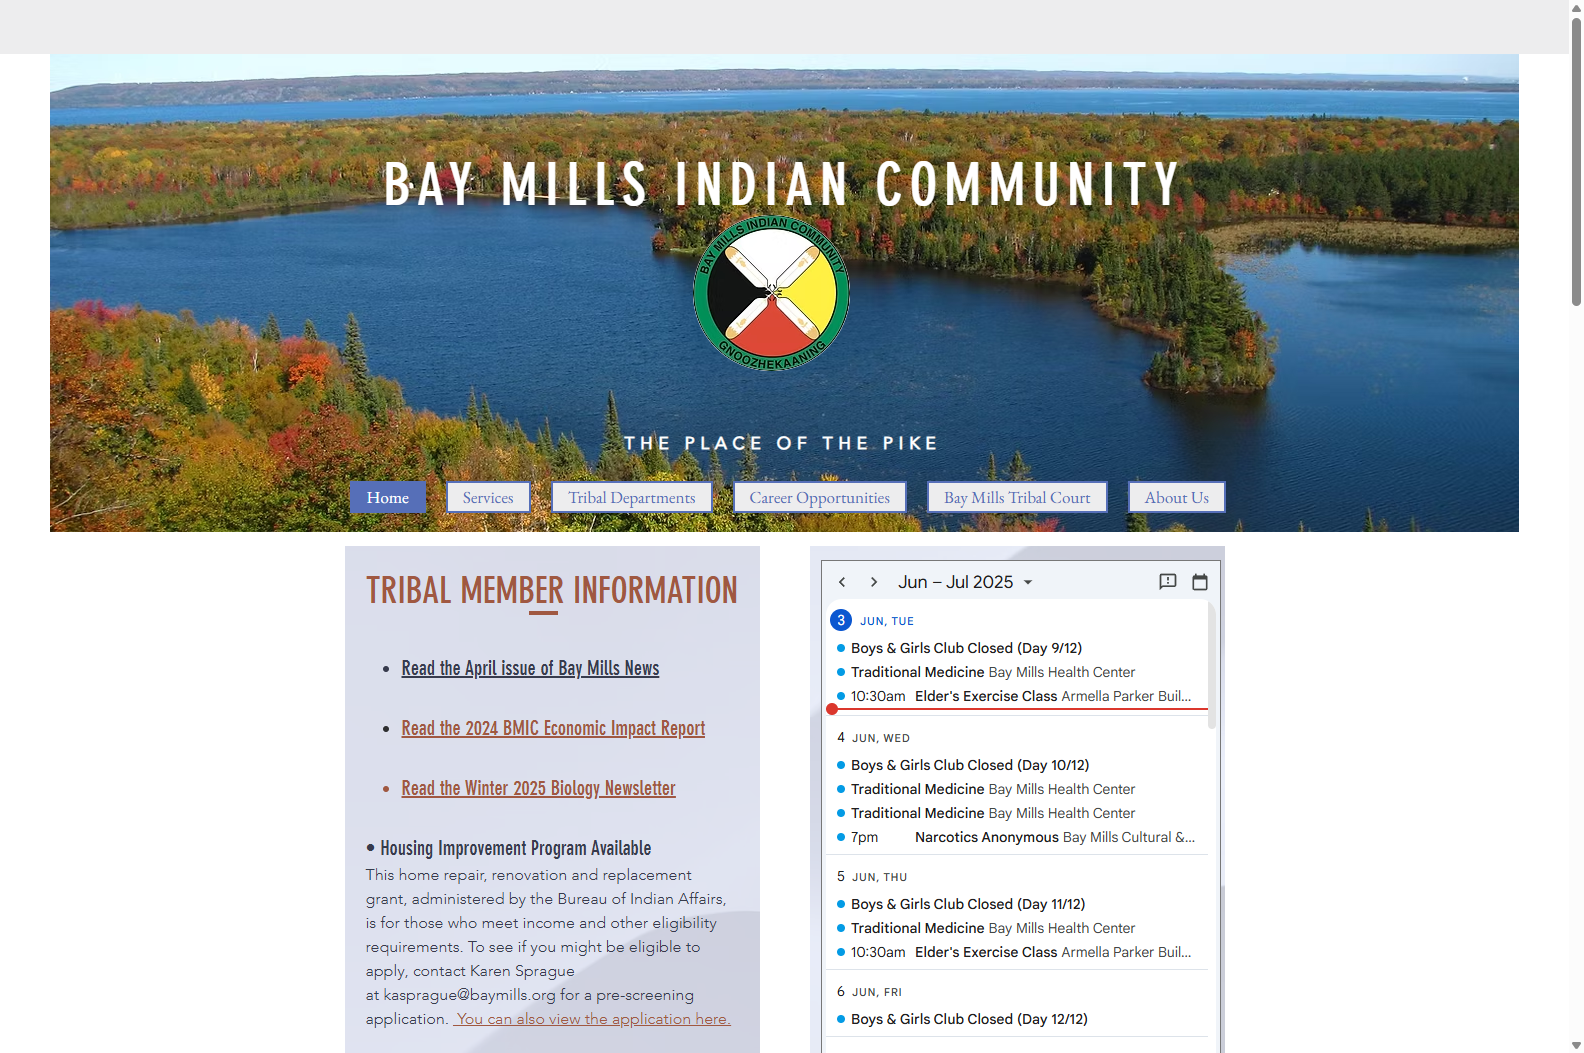 BAY MILLS INDIAN COMMUNITY
BAY MILLS INDIAN COMMUNITY
GNOOZHEKAANING
THE PLACE OF THE PIKE
Home
Services
Tribal Departments
Career Opportunities
Bay Mills Tribal Court
About Us
TRIBAL MEMBER INFORMATION
• Read the April issue of Bay Mills News
• Read the 2024 BMIC Economic Impact Report
• Read the Winter 2025 Biology Newsletter
• Housing Improvement Program Available
This home repair, renovation and replacement
grant, administered by the Bureau of Indian Affairs,
is for those who meet income and other eligibility
requirements. To see if you might be eligible to
apply, contact Karen Sprague
at kasprague@baymills.org for a pre-screening
application.  You can also view the application here.
Jun – Jul 2025
3 JUN, TUE
Boys & Girls Club Closed (Day 9/12)
Traditional Medicine Bay Mills Health Center
10:30am Elder's Exercise Class Armella Parker Buil...
4 JUN, WED
Boys & Girls Club Closed (Day 10/12)
Traditional Medicine Bay Mills Health Center
Traditional Medicine Bay Mills Health Center
7pm Narcotics Anonymous Bay Mills Cultural &...
5 JUN, THU
Boys & Girls Club Closed (Day 11/12)
Traditional Medicine Bay Mills Health Center
10:30am Elder's Exercise Class Armella Parker Buil...
6 JUN, FRI
Boys & Girls Club Closed (Day 12/12)